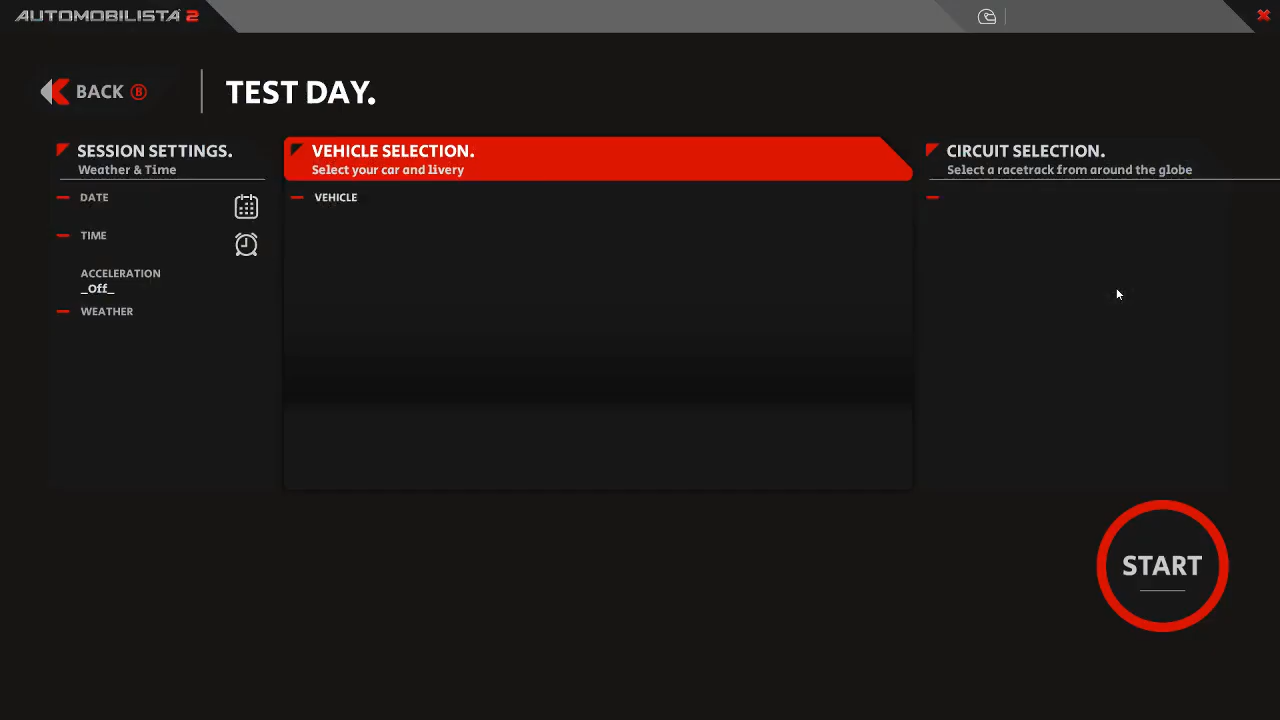 AUTOMOBILISTA 2
BACK B
TEST DAY.
SESSION SETTINGS.
Weather & Time
DATE
TIME
ACCELERATION
_Off_
WEATHER
VEHICLE SELECTION.
Select your car and livery
VEHICLE
CIRCUIT SELECTION.
Select a racetrack from around the globe
START